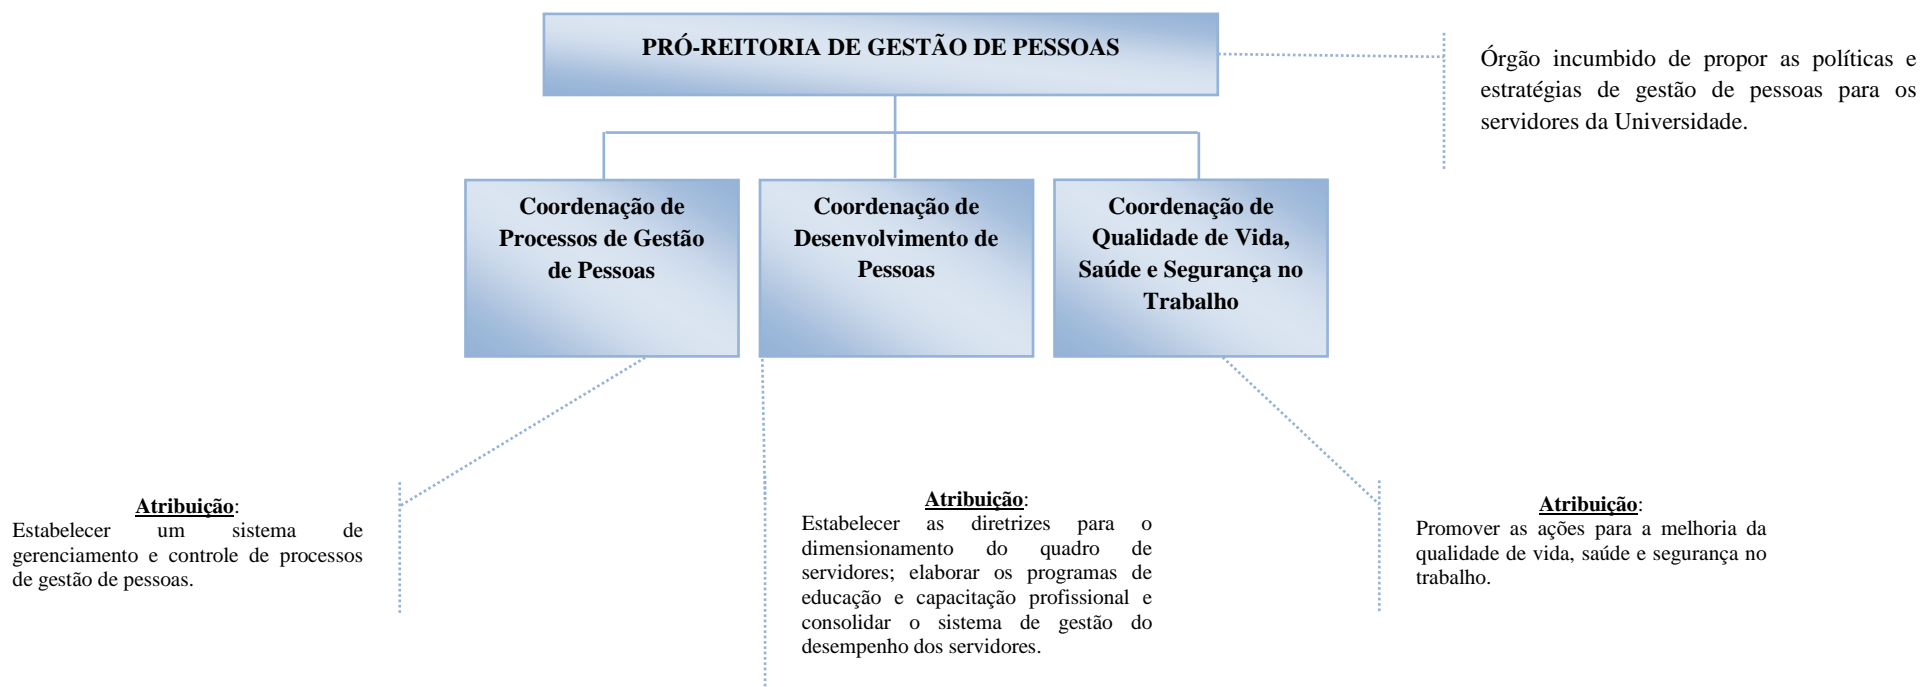 PRÓ-REITORIA DE GESTÃO DE PESSOAS
Órgão incumbido de propor as políticas e
estratégias de gestão de pessoas para os
servidores da Universidade.
Coordenação de
Processos de Gestão
de Pessoas
Coordenação de
Desenvolvimento de
Pessoas
Coordenação de
Qualidade de Vida,
Saúde e Segurança no
Trabalho
Atribuição:
Estabelecer um sistema de
gerenciamento e controle de processos
de gestão de pessoas.
Atribuição:
Estabelecer as diretrizes para o
dimensionamento do quadro de
servidores; elaborar os programas de
educação e capacitação profissional e
consolidar o sistema de gestão do
desempenho dos servidores.
Atribuição:
Promover as ações para a melhoria da
qualidade de vida, saúde e segurança no
trabalho.